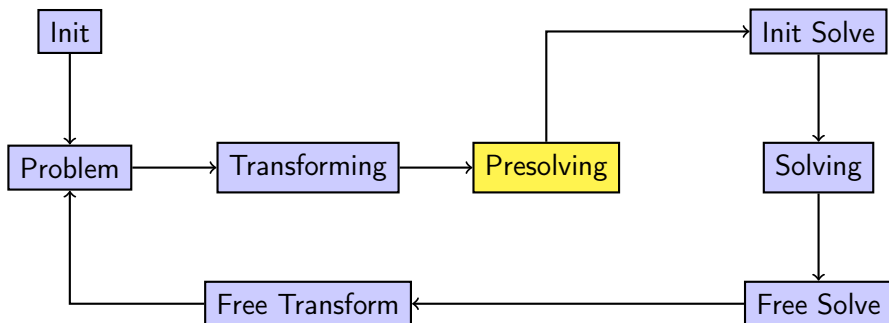 Init
Init Solve
Problem
Transforming
Presolving
Solving
Free Transform
Free Solve